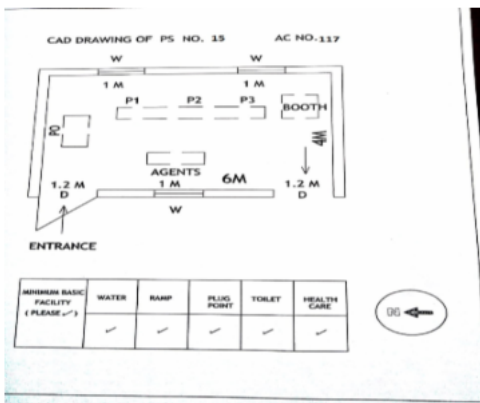 CAD DRAWING OF PS NO. 15 AC NO.117
W W
1 M 1 M
P1 P2 P3
BOOTH
PO
4M
AGENTS
1.2 M 1 M 6M 1.2 M
D D
W
ENTRANCE
MINIMUM BASIC
FACILITY
( PLEASE ✓ )
WATER
RAMP
PLUG
POINT
TOILET
HEALTH
CARE
✓ ✓ ✓ ✓ ✓
N